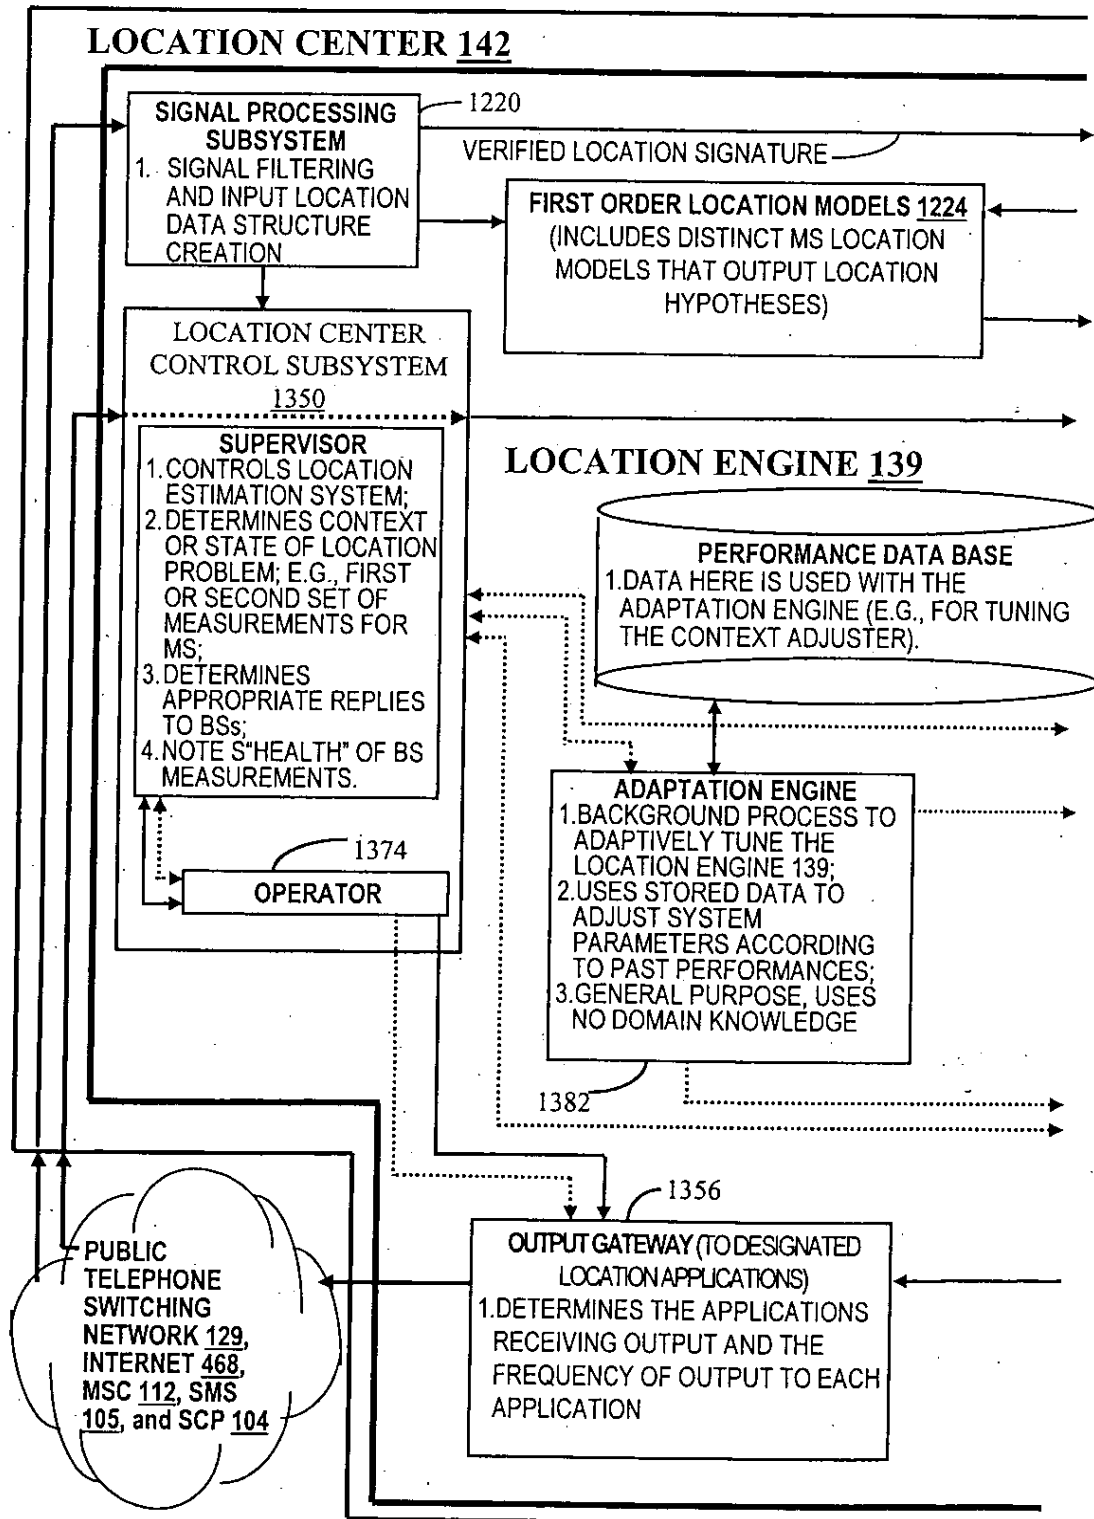 LOCATION CENTER 142
1220
SIGNAL PROCESSING
SUBSYSTEM
1. SIGNAL FILTERING
AND INPUT LOCATION
DATA STRUCTURE
CREATION
VERIFIED LOCATION SIGNATURE
FIRST ORDER LOCATION MODELS 1224
(INCLUDES DISTINCT MS LOCATION
MODELS THAT OUTPUT LOCATION
HYPOTHESES)
LOCATION CENTER
CONTROL SUBSYSTEM
1350
SUPERVISOR
1.CONTROLS LOCATION
ESTIMATION SYSTEM;
2.DETERMINES CONTEXT
OR STATE OF LOCATION
PROBLEM; E.G., FIRST
OR SECOND SET OF
MEASUREMENTS FOR
MS;
3.DETERMINES
APPROPRIATE REPLIES
TO BSs;
4.NOTE S"HEALTH" OF BS
MEASUREMENTS.
1374
OPERATOR
LOCATION ENGINE 139
PERFORMANCE DATA BASE
1.DATA HERE IS USED WITH THE
ADAPTATION ENGINE (E.G., FOR TUNING
THE CONTEXT ADJUSTER).
ADAPTATION ENGINE
1.BACKGROUND PROCESS TO
ADAPTIVELY TUNE THE
LOCATION ENGINE 139;
2.USES STORED DATA TO
ADJUST SYSTEM
PARAMETERS ACCORDING
TO PAST PERFORMANCES;
3.GENERAL PURPOSE, USES
NO DOMAIN KNOWLEDGE
1382
1356
OUTPUT GATEWAY (TO DESIGNATED
LOCATION APPLICATIONS)
1.DETERMINES THE APPLICATIONS
RECEIVING OUTPUT AND THE
FREQUENCY OF OUTPUT TO EACH
APPLICATION
PUBLIC
TELEPHONE
SWITCHING
NETWORK 129,
INTERNET 468,
MSC 112, SMS
105, and SCP 104